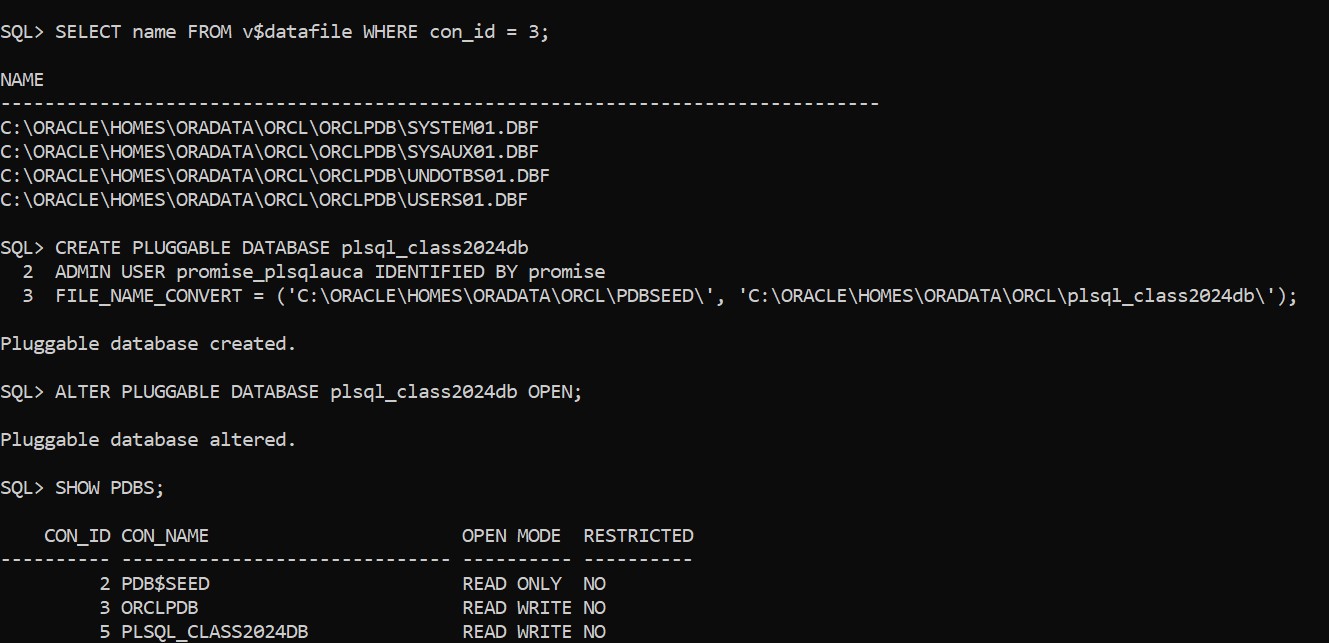 SQL> SELECT name FROM v$datafile WHERE con_id = 3;
NAME
--------------------------------------------------------------------------------
C:\ORACLE\HOMES\ORADATA\ORCL\ORCLPDB\SYSTEM01.DBF
C:\ORACLE\HOMES\ORADATA\ORCL\ORCLPDB\SYSAUX01.DBF
C:\ORACLE\HOMES\ORADATA\ORCL\ORCLPDB\UNDOTBS01.DBF
C:\ORACLE\HOMES\ORADATA\ORCL\ORCLPDB\USERS01.DBF
SQL> CREATE PLUGGABLE DATABASE plsql_class2024db
  2  ADMIN USER promise_plsqlauca IDENTIFIED BY promise
  3  FILE_NAME_CONVERT = ('C:\ORACLE\HOMES\ORADATA\ORCL\PDBSEED\', 'C:\ORACLE\HOMES\ORADATA\ORCL\plsql_class2024db\');
Pluggable database created.
SQL> ALTER PLUGGABLE DATABASE plsql_class2024db OPEN;
Pluggable database altered.
SQL> SHOW PDBS;
    CON_ID CON_NAME                       OPEN MODE  RESTRICTED
---------- ------------------------------ ---------- ----------
         2 PDB$SEED                       READ ONLY  NO
         3 ORCLPDB                        READ WRITE NO
         5 PLSQL_CLASS2024DB              READ WRITE NO